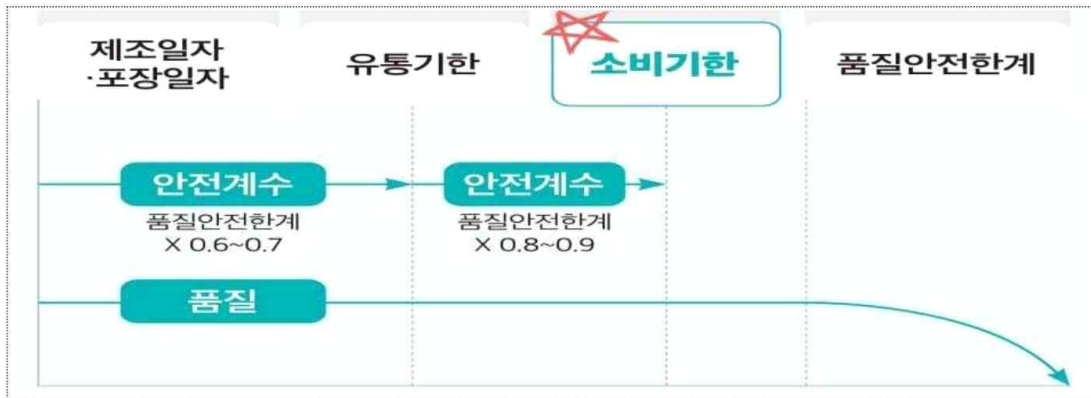 제조일자
·포장일자
유통기한
소비기한
품질안전한계
안전계수
품질안전한계
X 0.6~0.7
안전계수
품질안전한계
X 0.8~0.9
품질